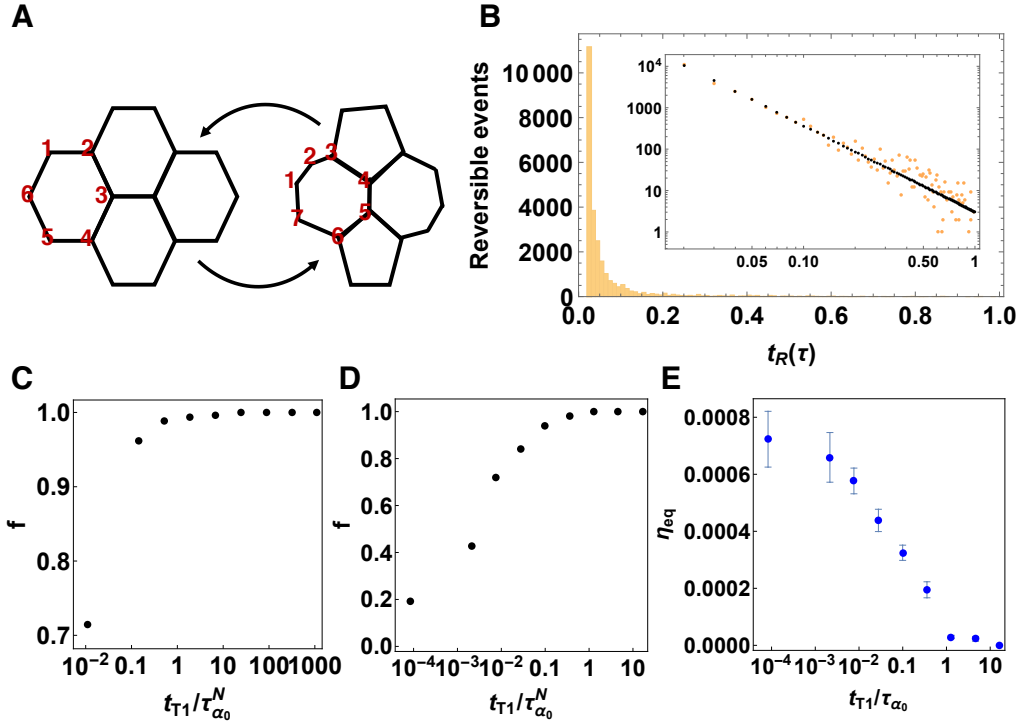 A
1 2
6 3
5 4
2 3
1 4
5
7 6
B
Reversible events
10 000
8000
6000
4000
2000
0
0.0 0.2 0.4 0.6 0.8 1.0
t_R(τ)
10⁴
1000
100
10
1
0.05 0.10 0.50 1
C
f
1.0
0.9
0.8
0.7
10⁻² 0.1 1 10 100 1000
t_T1/τ_α₀^N
D
f
1.0
0.8
0.6
0.4
0.2
0.0
10⁻⁴ 10⁻³ 10⁻² 0.1 1 10
t_T1/τ_α₀^N
E
η_eq
0.0008
0.0006
0.0004
0.0002
0.0000
10⁻⁴ 10⁻³ 10⁻² 0.1 1 10
t_T1/τ_α₀